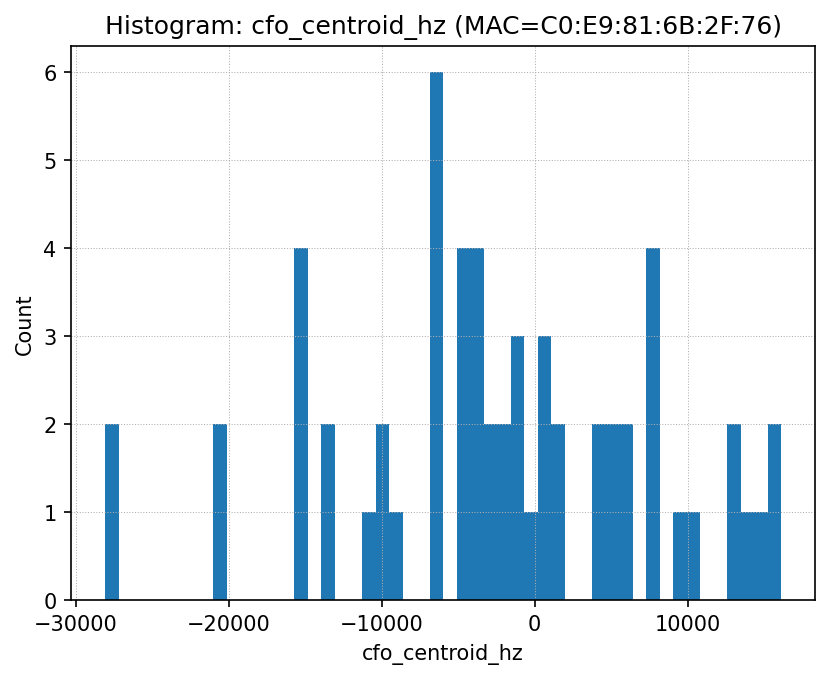 Histogram: cfo_centroid_hz (MAC=C0:E9:81:6B:2F:76)
6
5
4
3
2
1
0
Count
−30000 −20000 −10000 0 10000
cfo_centroid_hz